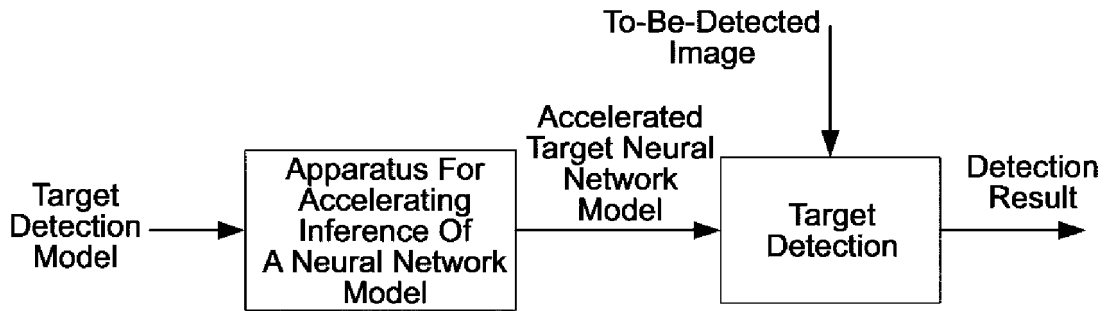 To-Be-Detected
Image
Target
Detection
Model
Apparatus For
Accelerating
Inference Of
A Neural Network
Model
Accelerated
Target Neural
Network
Model
Target
Detection
Detection
Result